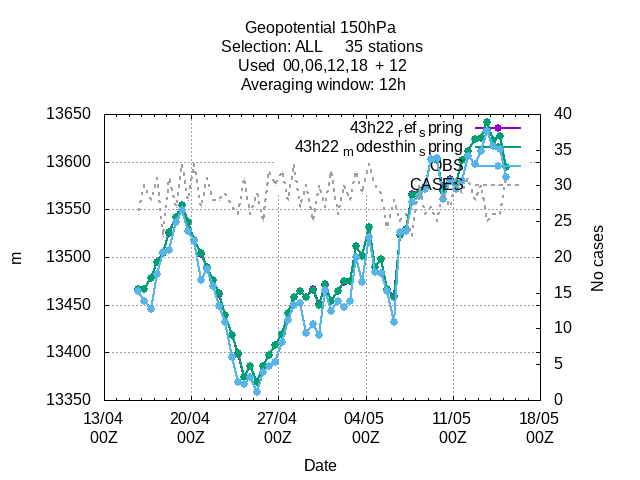 Geopotential 150hPa
Selection: ALL 35 stations
Used 00,06,12,18 + 12
Averaging window: 12h
13650
13600
13550
13500
13450
13400
13350
40
35
30
25
20
15
10
5
0
43h22 ref spring
43h22 modesthin spring
OBS
CASES
m
No cases
13/04 20/04 27/04 04/05 11/05 18/05
00Z 00Z 00Z 00Z 00Z 00Z
Date